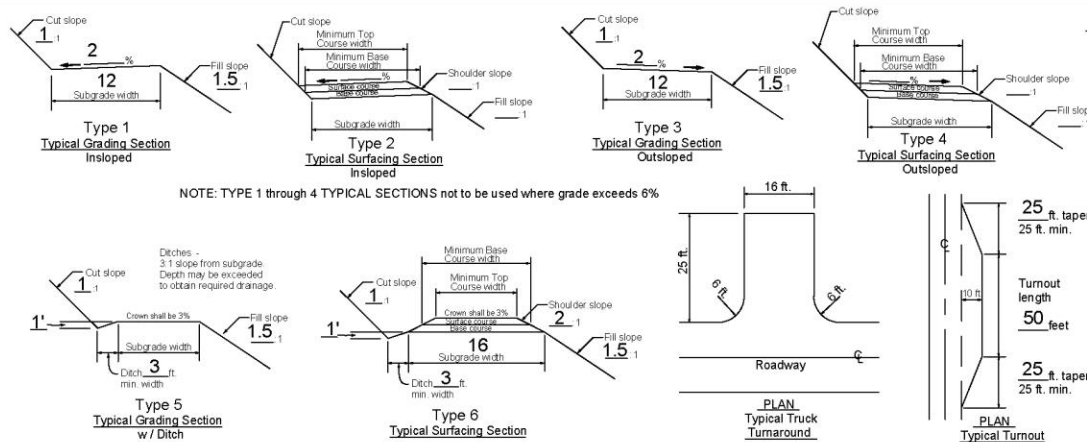 Cut slope
1 :1
2
%
12
Subgrade width
Fill slope
1.5 :1
Type 1
Typical Grading Section
Insloped
Cut slope
:1
Minimum Top
Course width
Minimum Base
Course width
%
Surface course
Base course
Shoulder slope
:1
Fill slope
:1
Subgrade width
Type 2
Typical Surfacing Section
Insloped
Cut slope
1 :1
2
%
12
Subgrade width
Fill slope
1.5 :1
Type 3
Typical Grading Section
Outsloped
Cut slope
:1
Minimum Top
Course width
Minimum Base
Course width
%
Surface course
Base course
Shoulder slope
:1
Fill slope
:1
Subgrade width
Type 4
Typical Surfacing Section
Outsloped
NOTE: TYPE 1 through 4 TYPICAL SECTIONS not to be used where grade exceeds 6%
Cut slope
1 :1
Ditches -
3:1 slope from subgrade.
Depth may be exceeded
to obtain required drainage.
Crown shall be 3%
1'
Fill slope
1.5 :1
Subgrade width
Ditch 3 ft.
min. width
Type 5
Typical Grading Section
w / Ditch
Cut slope
1 :1
Minimum Base
Course width
Minimum Top
Course width
Crown shall be 3%
Surface course
Base course
Shoulder slope
2 :1
1'
16
Subgrade width
Fill slope
1.5 :1
Ditch 3 ft.
min. width
Type 6
Typical Surfacing Section
16 ft.
25 ft.
6 ft.
6 ft.
Roadway
℄
PLAN
Typical Truck
Turnaround
℄
10 ft
25 ft. taper
25 ft. min.
Turnout
length
50 feet
25 ft. taper
25 ft. min.
PLAN
Typical Turnout